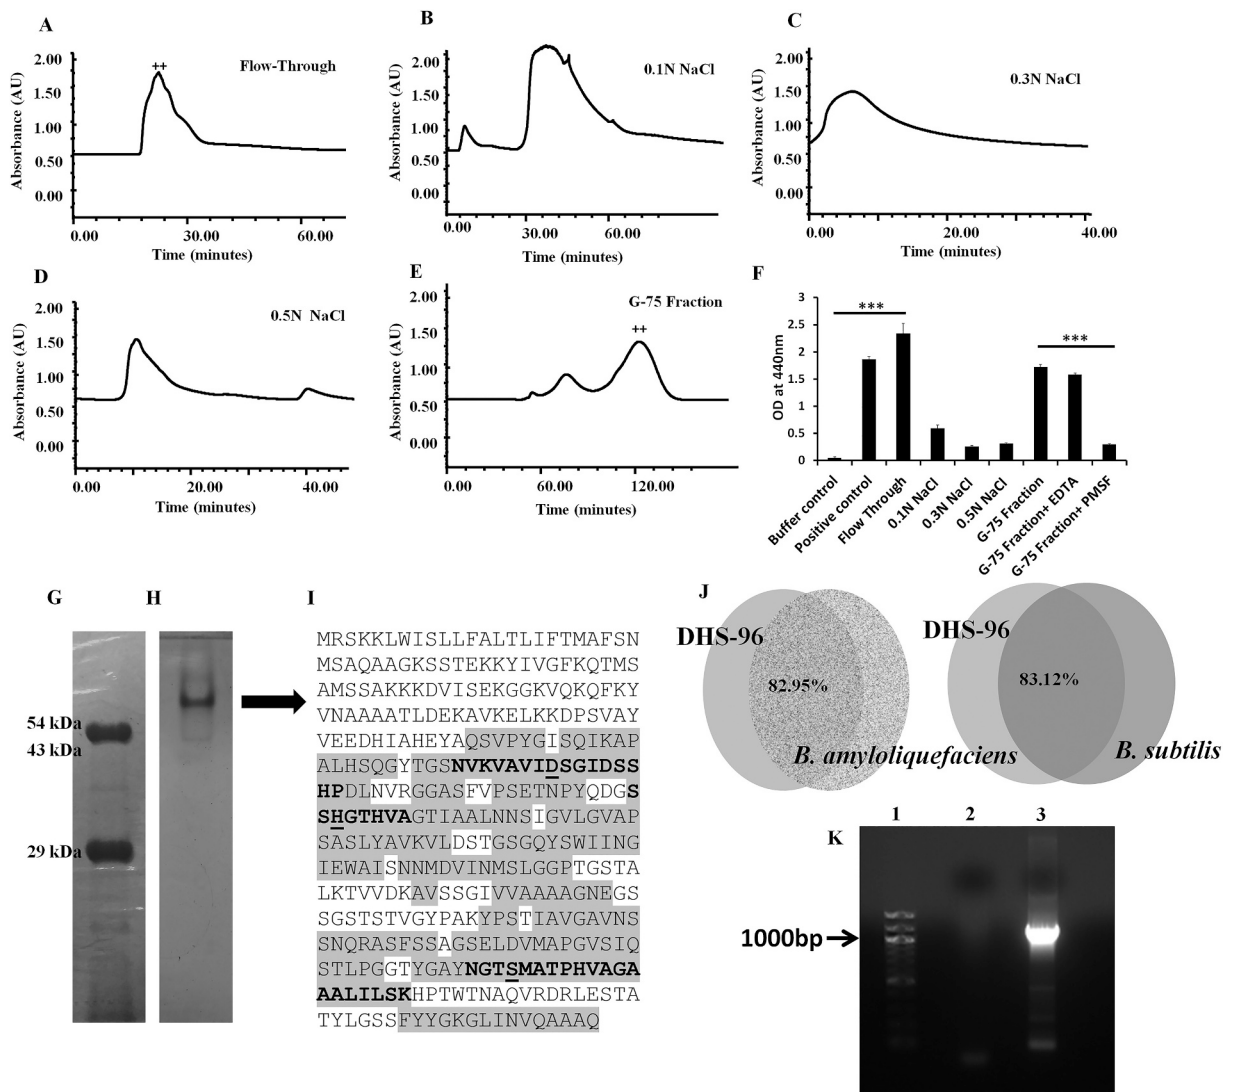 A
Flow-Through
++
2.00
1.50
1.00
0.50
0.00
Absorbance (AU)
0.00 30.00 60.00
Time (minutes)
B
0.1N NaCl
2.00
1.50
1.00
0.50
0.00
Absorbance (AU)
0.00 30.00 60.00
Time (minutes)
C
0.3N NaCl
2.00
1.50
1.00
0.50
0.00
Absorbance (AU)
0.00 20.00 40.00
Time (minutes)
D
0.5N NaCl
2.00
1.50
1.00
0.50
0.00
Absorbance (AU)
0.00 20.00 40.00
Time (minutes)
E
G-75 Fraction
++
2.00
1.50
1.00
0.50
0.00
Absorbance (AU)
0.00 60.00 120.00
Time (minutes)
F
***
***
3
2.5
2
1.5
1
0.5
0
OD at 440nm
Buffer control
Positive control
Flow Through
0.1N NaCl
0.3N NaCl
0.5N NaCl
G-75 Fraction
G-75 Fraction+ EDTA
G-75 Fraction+ PMSF
G
54 kDa
43 kDa
29 kDa
H
I
MRSKKLWISLLFALTLIFTMAFSN
MSAQAAGKSSTEKKYIVGFKQTMS
AMSSAKKKDVISEKGGKVQKQFKY
VNAAAATLDEKAVKELKKDPSVAY
VEEDHIAHEYAQSVPYGISQIKAP
ALHSQGYTGSNVKVAVIDSGIDSS
HPDLNVRGGASFVPSETNPYQDGS
SHGTHVAGTIAALNNSIGVLGVAP
SASLYAVKVLDSTGSGQYSWIING
IEWAISNNMDVINMSLGGPTGSTA
LKTVVDKAVSSGIVVAAAAGNEGS
SGSTSTVGYPAKYPSTIAVGAVNS
SNQRASFSSAGSELDVMAPGVSIQ
STLPGGTYGAYNGTSMATPHVAGA
AALILSKHPTWTNAQVRDRLESTA
TYLGSSFYYGKGLINVQAAAQ
J
DHS-96
82.95%
B. amyloliquefaciens
DHS-96
83.12%
B. subtilis
K
1 2 3
1000bp